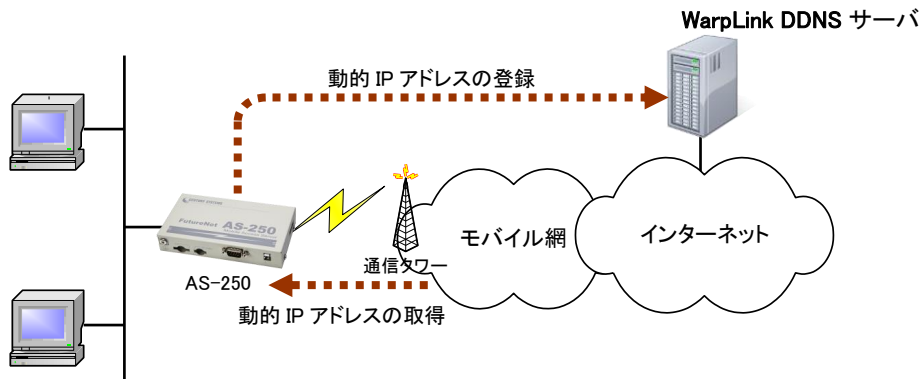 WarpLink DDNS サーバ
動的 IP アドレスの登録
FutureNet AS-250
モバイル網
インターネット
通信タワー
AS-250
動的 IP アドレスの取得